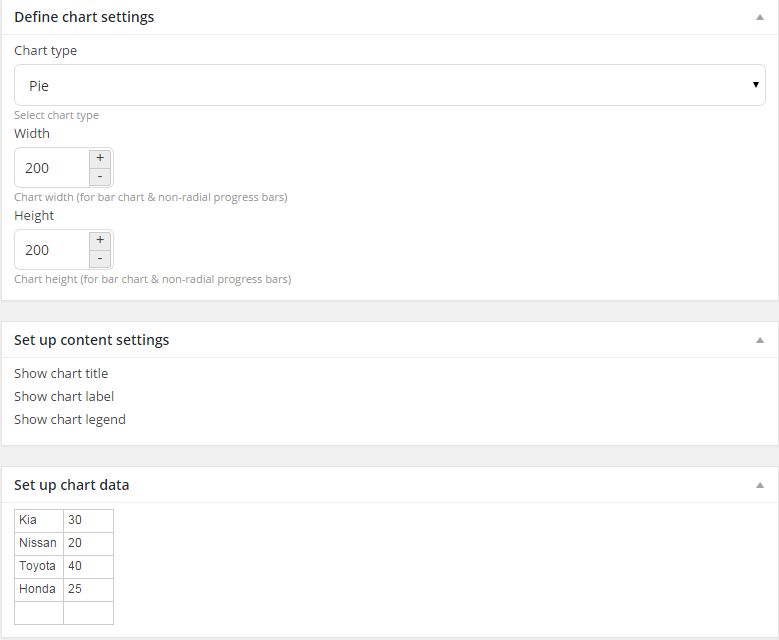 Define chart settings
Chart type
Pie
Select chart type
Width
200 + -
Chart width (for bar chart & non-radial progress bars)
Height
200 + -
Chart height (for bar chart & non-radial progress bars)
Set up content settings
Show chart title
Show chart label
Show chart legend
Set up chart data
Kia 30
Nissan 20
Toyota 40
Honda 25